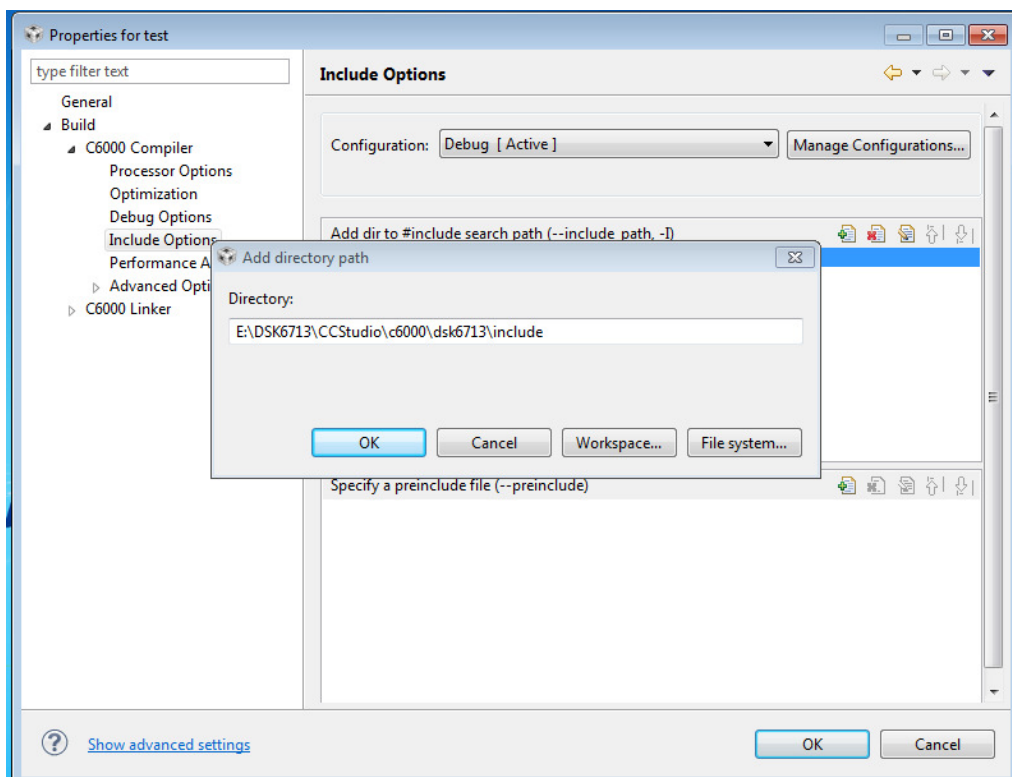 Properties for test
type filter text
General
Build
C6000 Compiler
Processor Options
Optimization
Debug Options
Include Options
Performance A
Advanced Opti
C6000 Linker
Include Options
Configuration: Debug [ Active ] Manage Configurations...
Add dir to #include search path (--include_path, -I)
Add directory path
Directory:
E:\DSK6713\CCStudio\c6000\dsk6713\include
OK Cancel Workspace... File system...
Specify a preinclude file (--preinclude)
Show advanced settings
OK Cancel